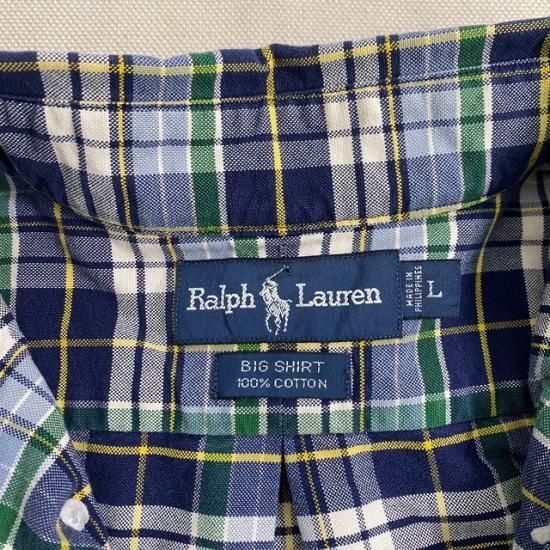 Ralph Lauren
MADE IN
PHILIPPINES
L
BIG SHIRT
100% COTTON